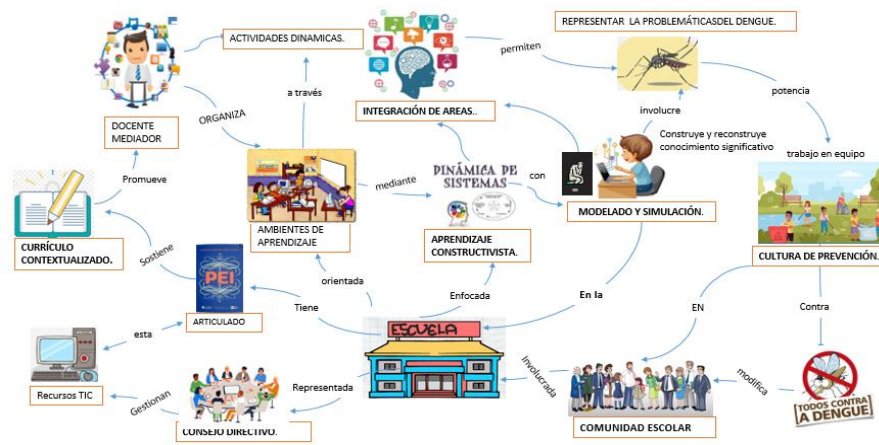 REPRESENTAR LA PROBLEMÁTICASDEL DENGUE.
ACTIVIDADES DINAMICAS.
permiten
a través
INTEGRACIÓN DE AREAS..
involucre
potencia
ORGANIZA
DOCENTE
MEDIADOR
Construye y reconstruye
conocimiento significativo
trabajo en equipo
Promueve
mediante
DINÁMICA DE
SISTEMAS
con
MODELADO Y SIMULACIÓN.
AMBIENTES DE
APRENDIZAJE
APRENDIZAJE
CONSTRUCTIVISTA.
CURRÍCULO
CONTEXTUALIZADO.
Sostiene
PEI
CULTURA DE PREVENCIÓN.
orientada
Enfocada
En la
Tiene
EN
Contra
ARTICULADO
esta
ESCUELA
Recursos TIC
Gestionan
Representada
Involucrada
modifica
CONSEJO DIRECTIVO.
COMUNIDAD ESCOLAR
TODOS CONTRA
A DENGUE